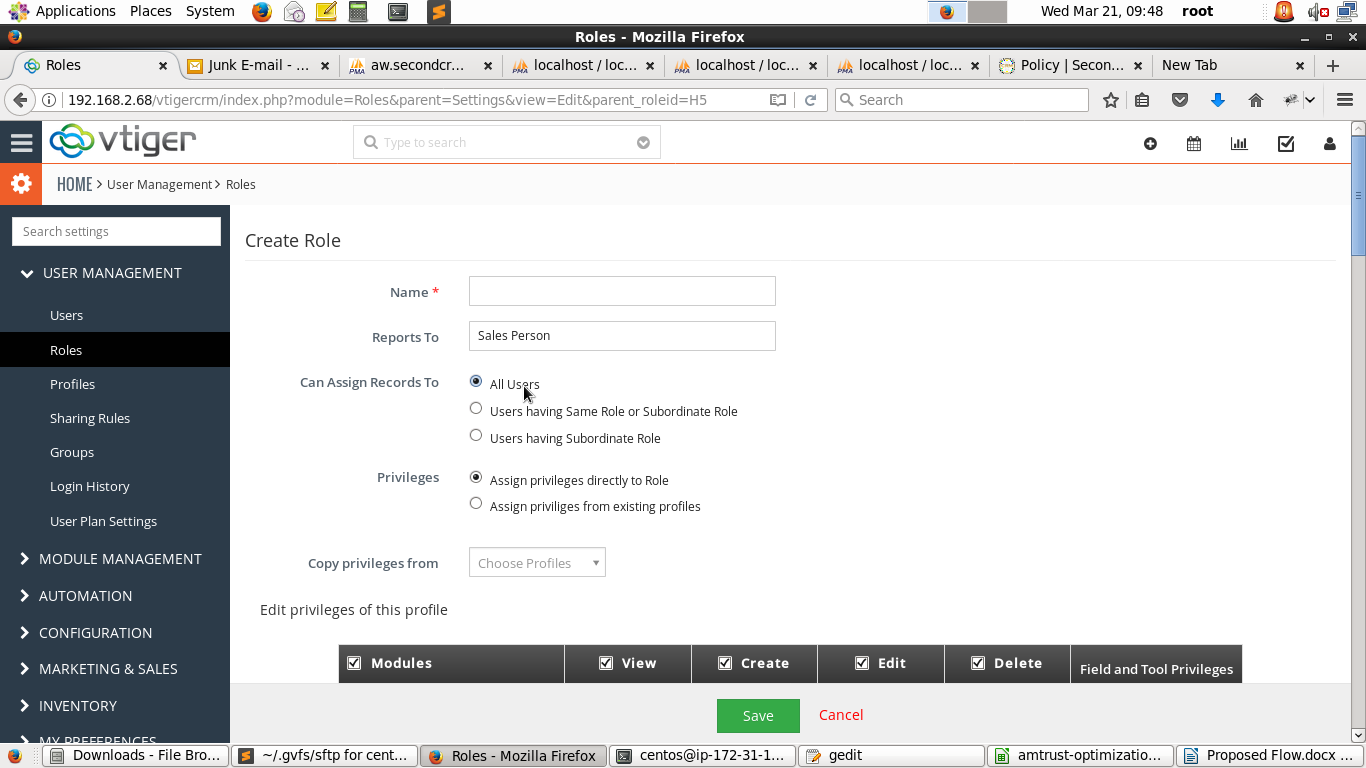 Applications Places System Wed Mar 21, 09:48 root
Roles - Mozilla Firefox
Roles Junk E-mail - ... aw.secondcr... localhost / loc... localhost / loc... localhost / loc... Policy | Secon... New Tab
192.168.2.68/vtigercrm/index.php?module=Roles&parent=Settings&view=Edit&parent_roleid=H5 Search
vtiger Type to search
HOME > User Management > Roles
Search settings
USER MANAGEMENT
Users
Roles
Profiles
Sharing Rules
Groups
Login History
User Plan Settings
MODULE MANAGEMENT
AUTOMATION
CONFIGURATION
MARKETING & SALES
INVENTORY
MY PREFERENCES
Create Role
Name *
Reports To Sales Person
Can Assign Records To All Users
Users having Same Role or Subordinate Role
Users having Subordinate Role
Privileges Assign privileges directly to Role
Assign priviliges from existing profiles
Copy privileges from Choose Profiles
Edit privileges of this profile
Modules View Create Edit Delete Field and Tool Privileges
Save Cancel
Downloads - File Bro... ~/.gvfs/sftp for cent... Roles - Mozilla Firefox centos@ip-172-31-1... gedit amtrust-optimizatio... Proposed Flow.docx ...